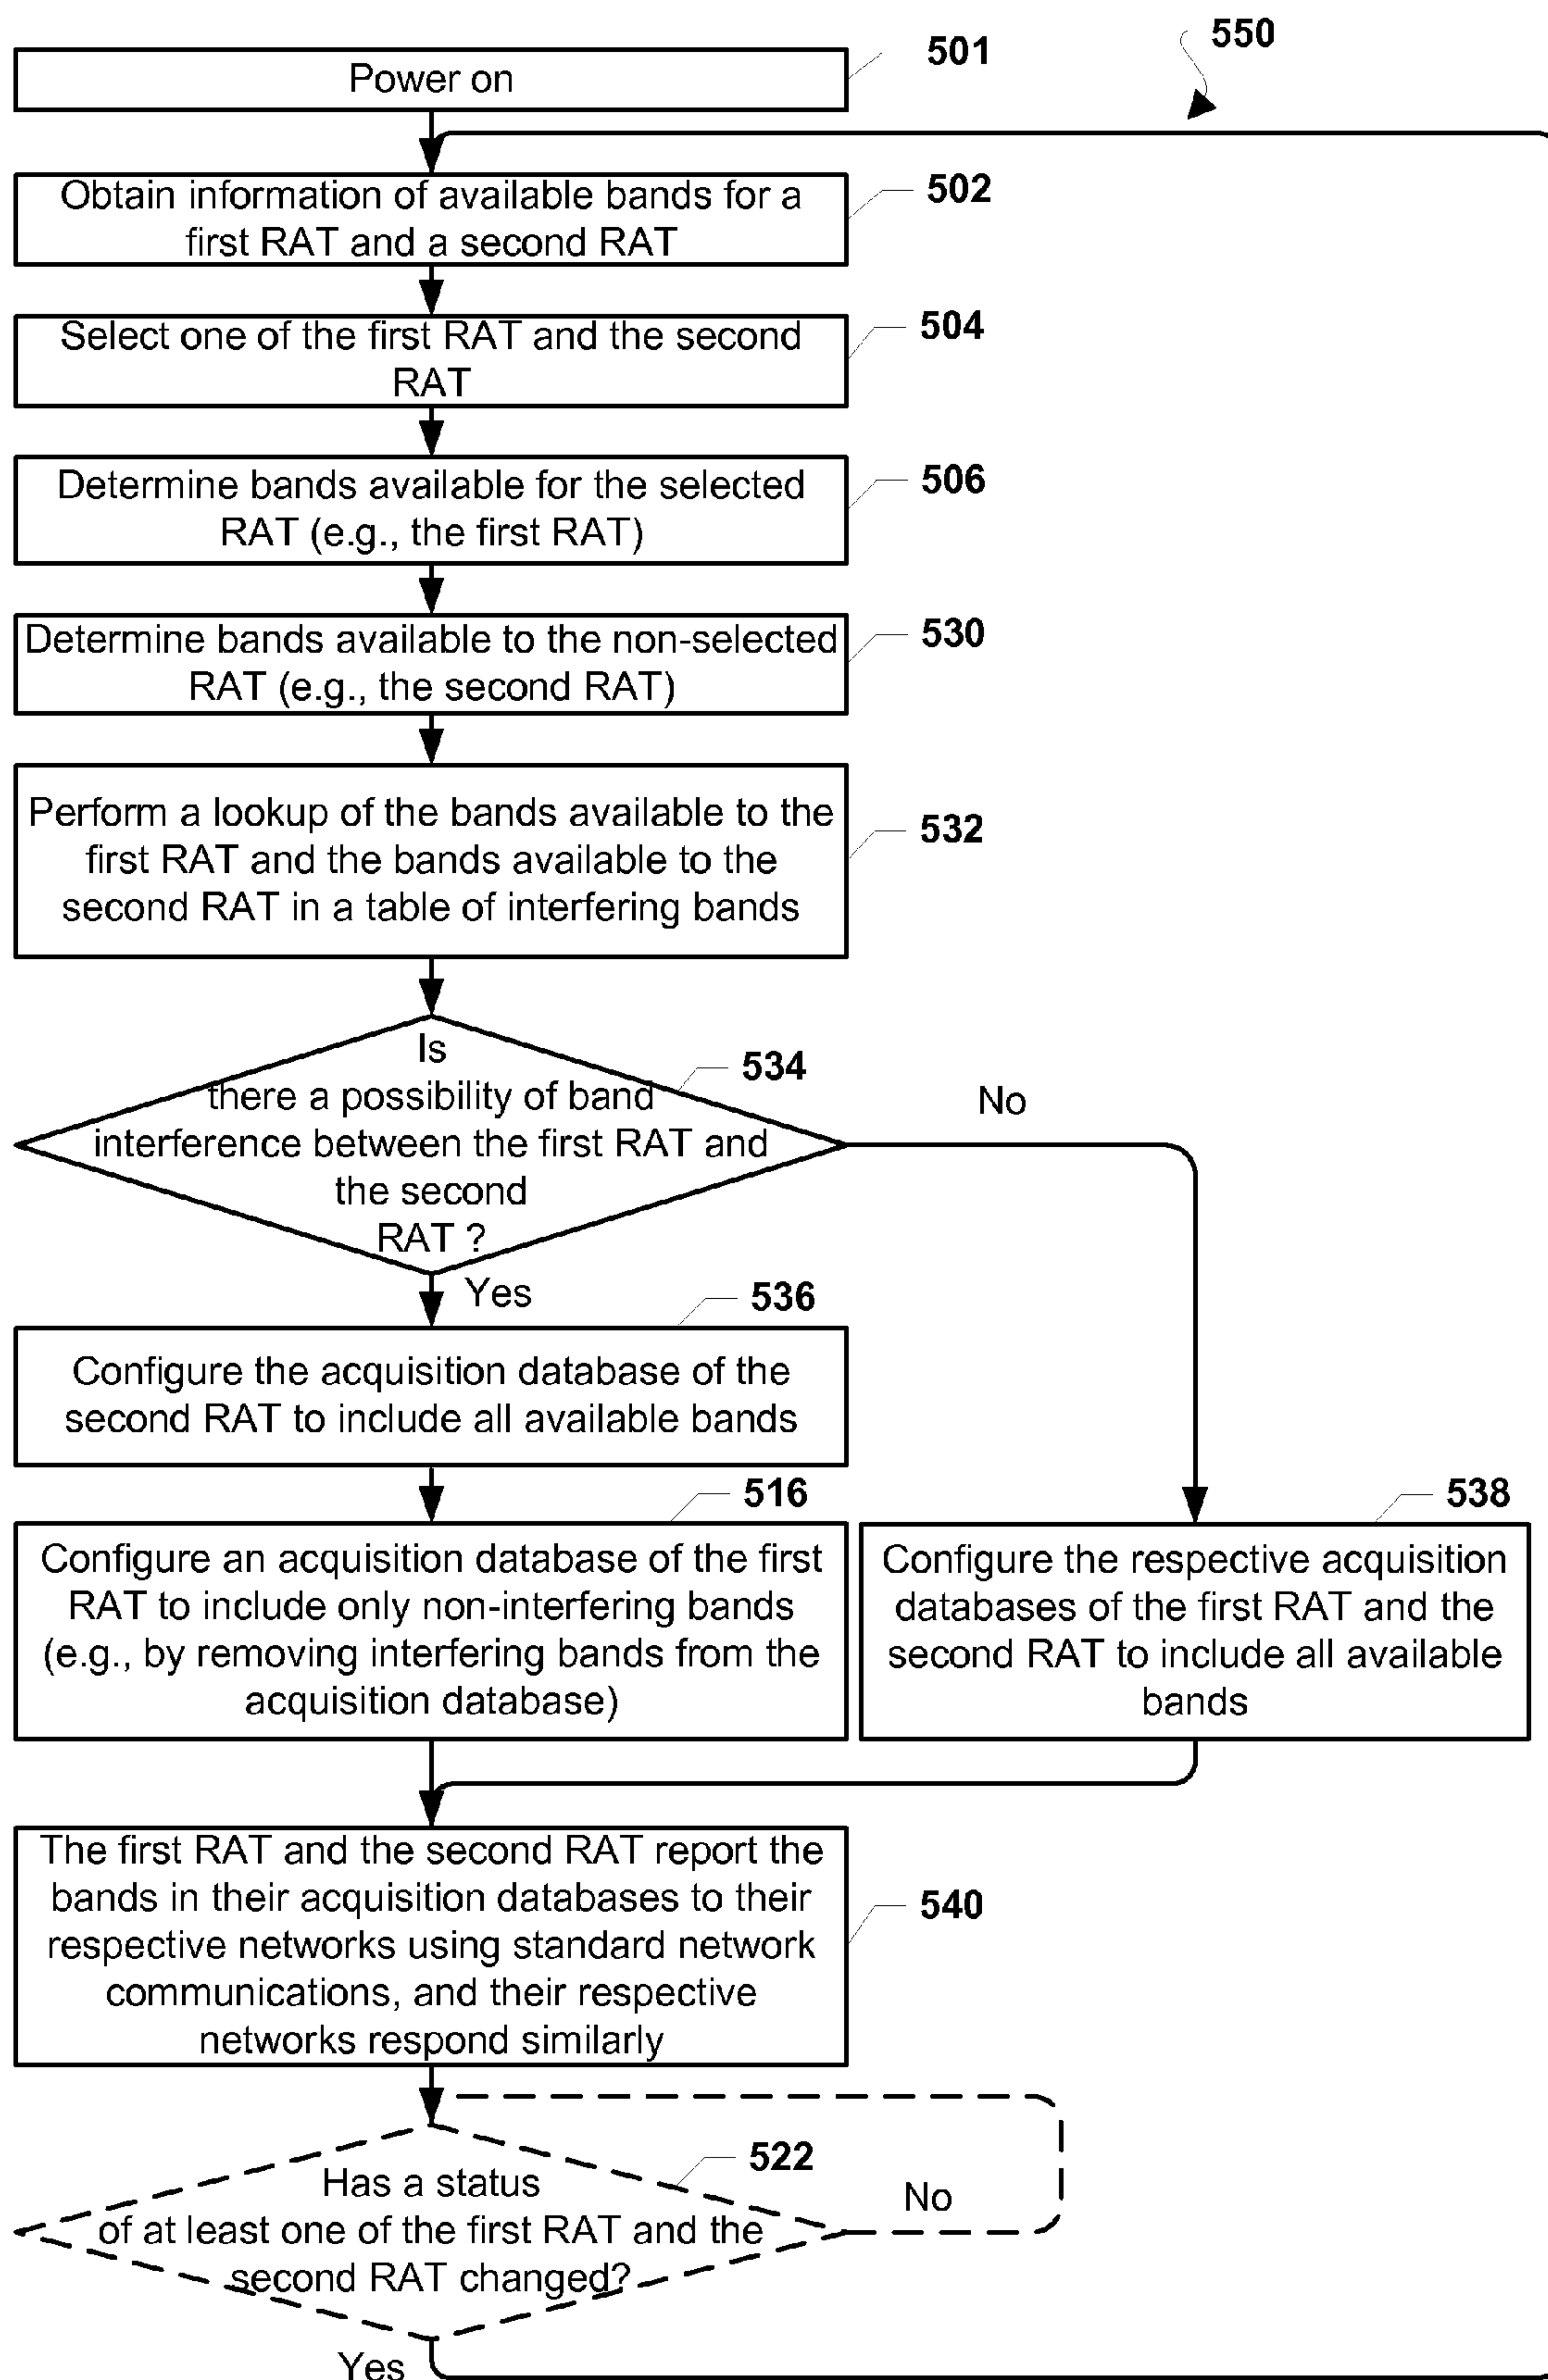 550
Power on
501
Obtain information of available bands for a
first RAT and a second RAT
502
Select one of the first RAT and the second
RAT
504
Determine bands available for the selected
RAT (e.g., the first RAT)
506
Determine bands available to the non-selected
RAT (e.g., the second RAT)
530
Perform a lookup of the bands available to the
first RAT and the bands available to the
second RAT in a table of interfering bands
532
Is
there a possibility of band
interference between the first RAT and
the second
RAT ?
534
No
Yes
536
Configure the acquisition database of the
second RAT to include all available bands
516
Configure an acquisition database of the first
RAT to include only non-interfering bands
(e.g., by removing interfering bands from the
acquisition database)
538
Configure the respective acquisition
databases of the first RAT and the
second RAT to include all available
bands
The first RAT and the second RAT report the
bands in their acquisition databases to their
respective networks using standard network
communications, and their respective
networks respond similarly
540
Has a status
of at least one of the first RAT and the
second RAT changed?
522
No
Yes